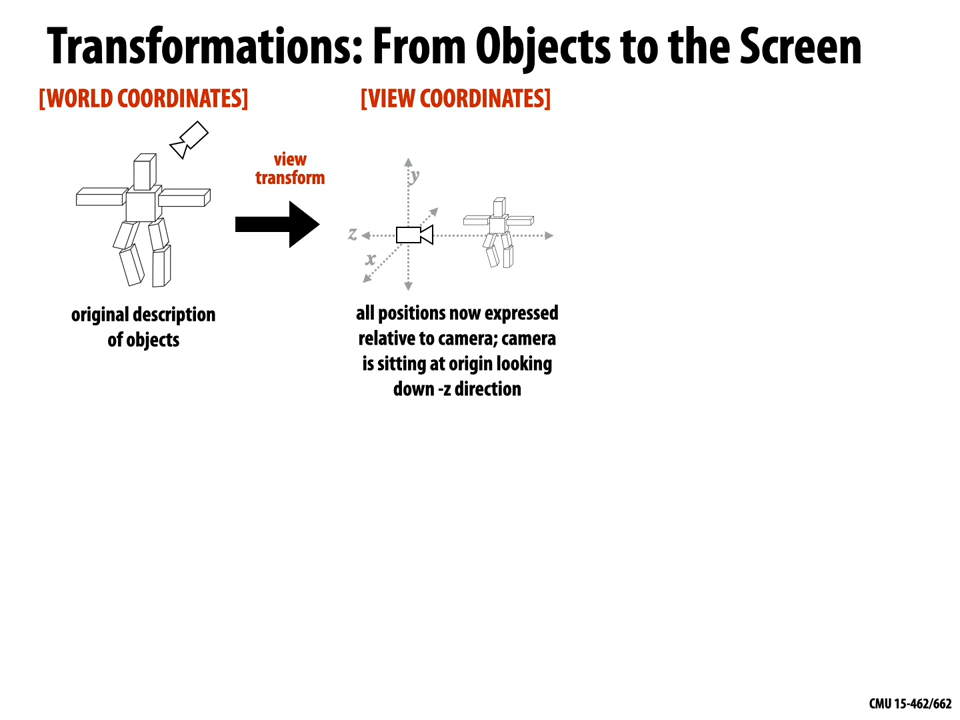 Transformations: From Objects to the Screen
[WORLD COORDINATES]
[VIEW COORDINATES]
view
transform
y
z
x
original description
of objects
all positions now expressed
relative to camera; camera
is sitting at origin looking
down -z direction
CMU 15-462/662